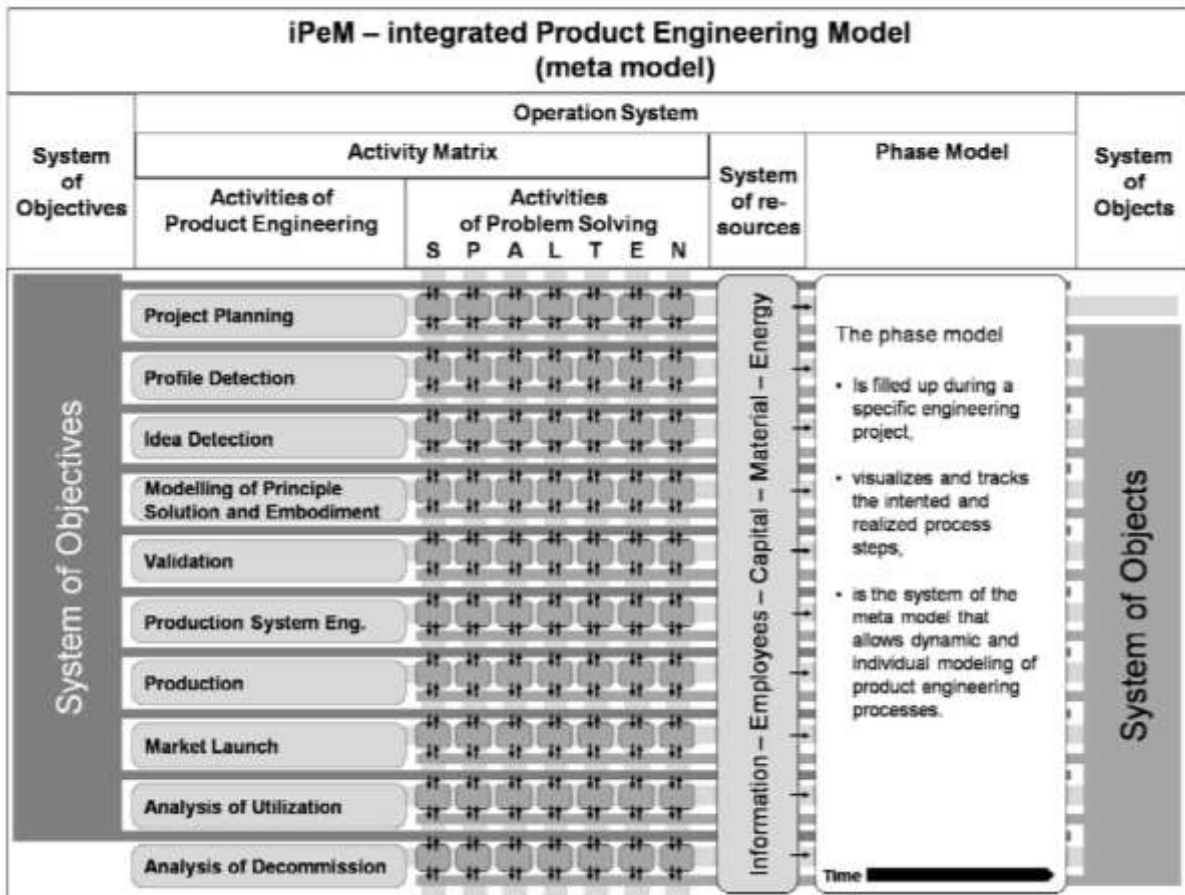 iPeM – integrated Product Engineering Model
(meta model)
System
of
Objectives
Operation System
Activity Matrix
Activities of
Product Engineering
Activities
of Problem Solving
S P A L T E N
System
of re-
sources
Phase Model
System
of
Objects
System of Objectives
Project Planning
Profile Detection
Idea Detection
Modelling of Principle
Solution and Embodiment
Validation
Production System Eng.
Production
Market Launch
Analysis of Utilization
Analysis of Decommission
Information – Employees – Capital – Material – Energy
The phase model
• Is filled up during a
specific engineering
project,
• visualizes and tracks
the intented and
realized process
steps,
• is the system of the
meta model that
allows dynamic and
individual modeling of
product engineering
processes.
Time
System of Objects